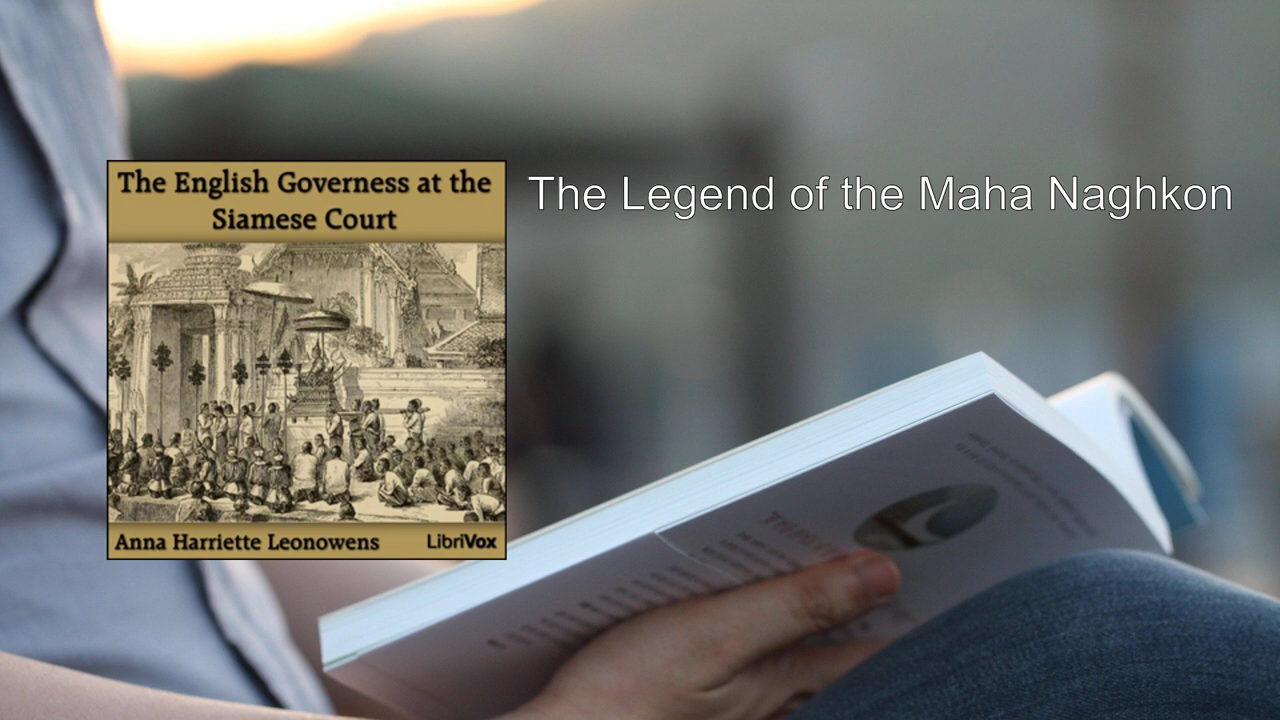 The English Governess at the
Siamese Court
Anna Harriette Leonowens
LibriVox
The Legend of the Maha Naghkon